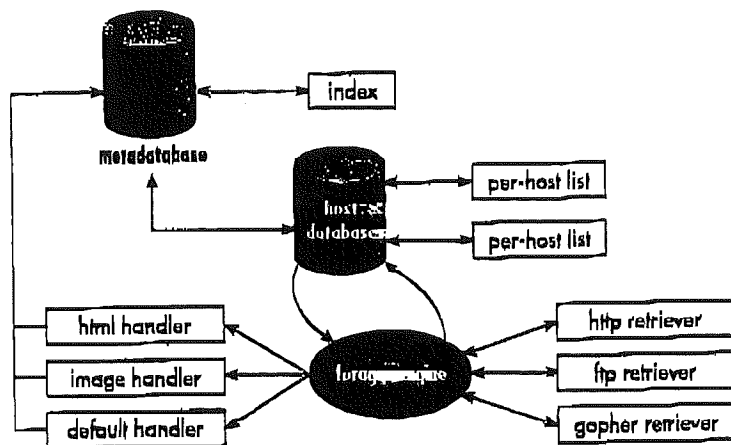 index
metadatabase
per-host list
host
databases
per-host list
html handler
http retriever
image handler
ftp retriever
default handler
gopher retriever